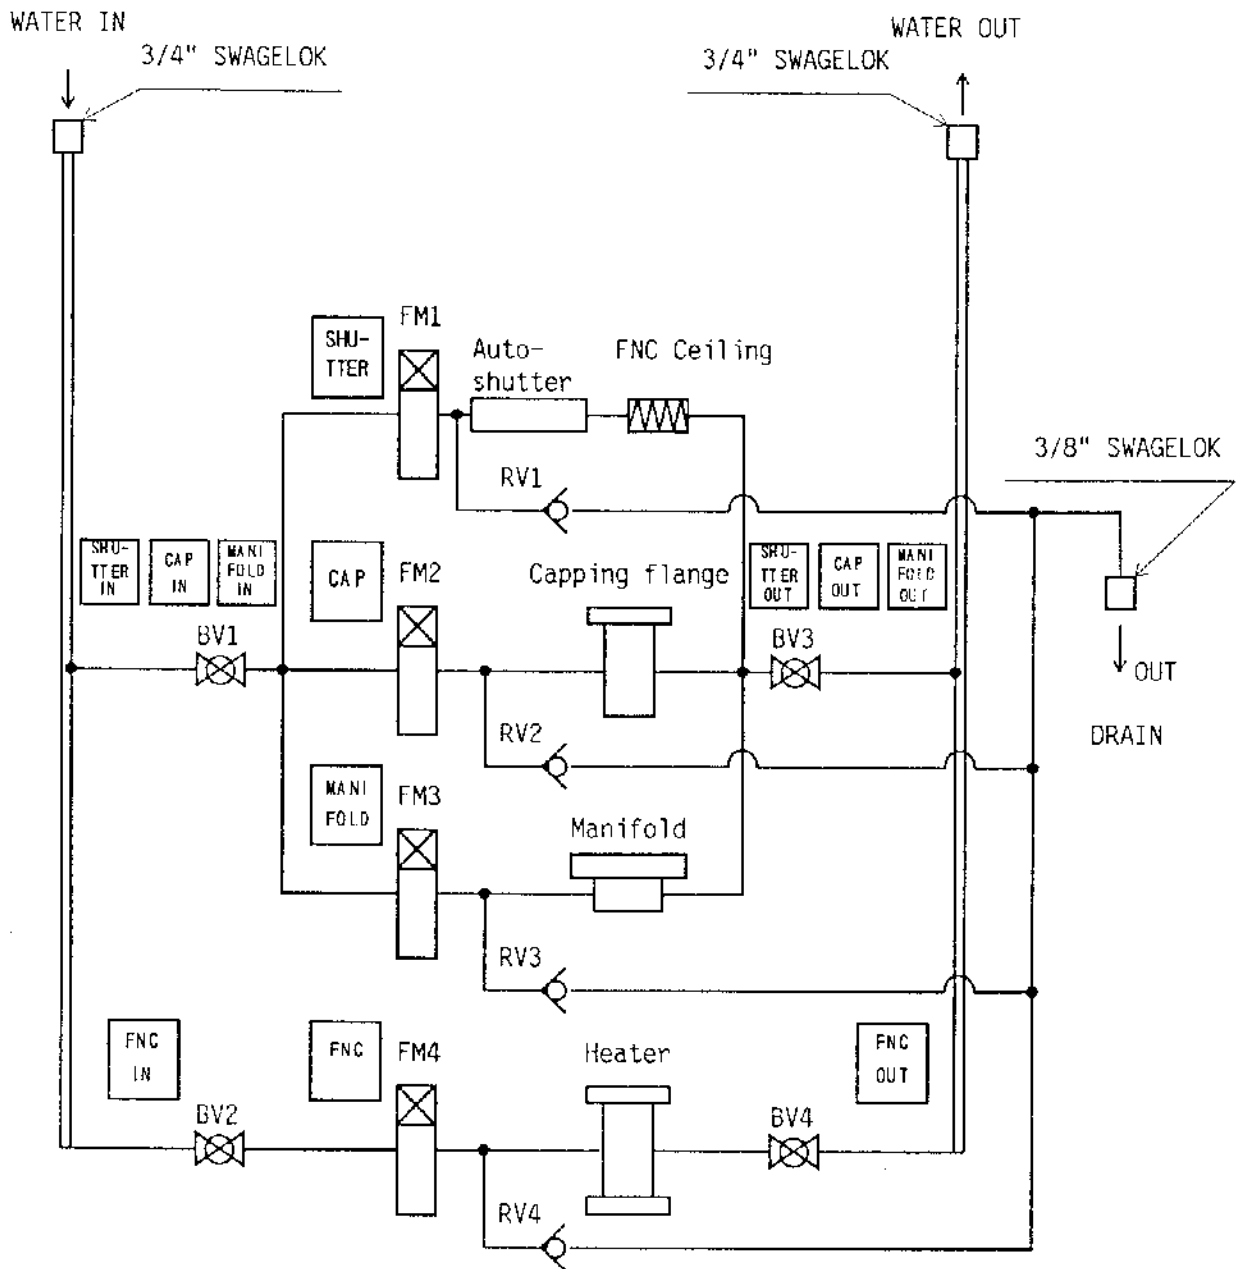 WATER IN
3/4" SWAGELOK
WATER OUT
3/4" SWAGELOK
SHU-
TTER
FM1
Auto-
shutter
FNC Ceiling
3/8" SWAGELOK
RV1
SHU-
TTER
IN
CAP
IN
MANI
FOLD
IN
CAP
FM2
Capping flange
SHU-
TTER
OUT
CAP
OUT
MANI
FOLD
OUT
BV1
BV3
OUT
DRAIN
RV2
MANI
FOLD
FM3
Manifold
RV3
FNC
IN
FNC
FM4
Heater
FNC
OUT
BV2
BV4
RV4